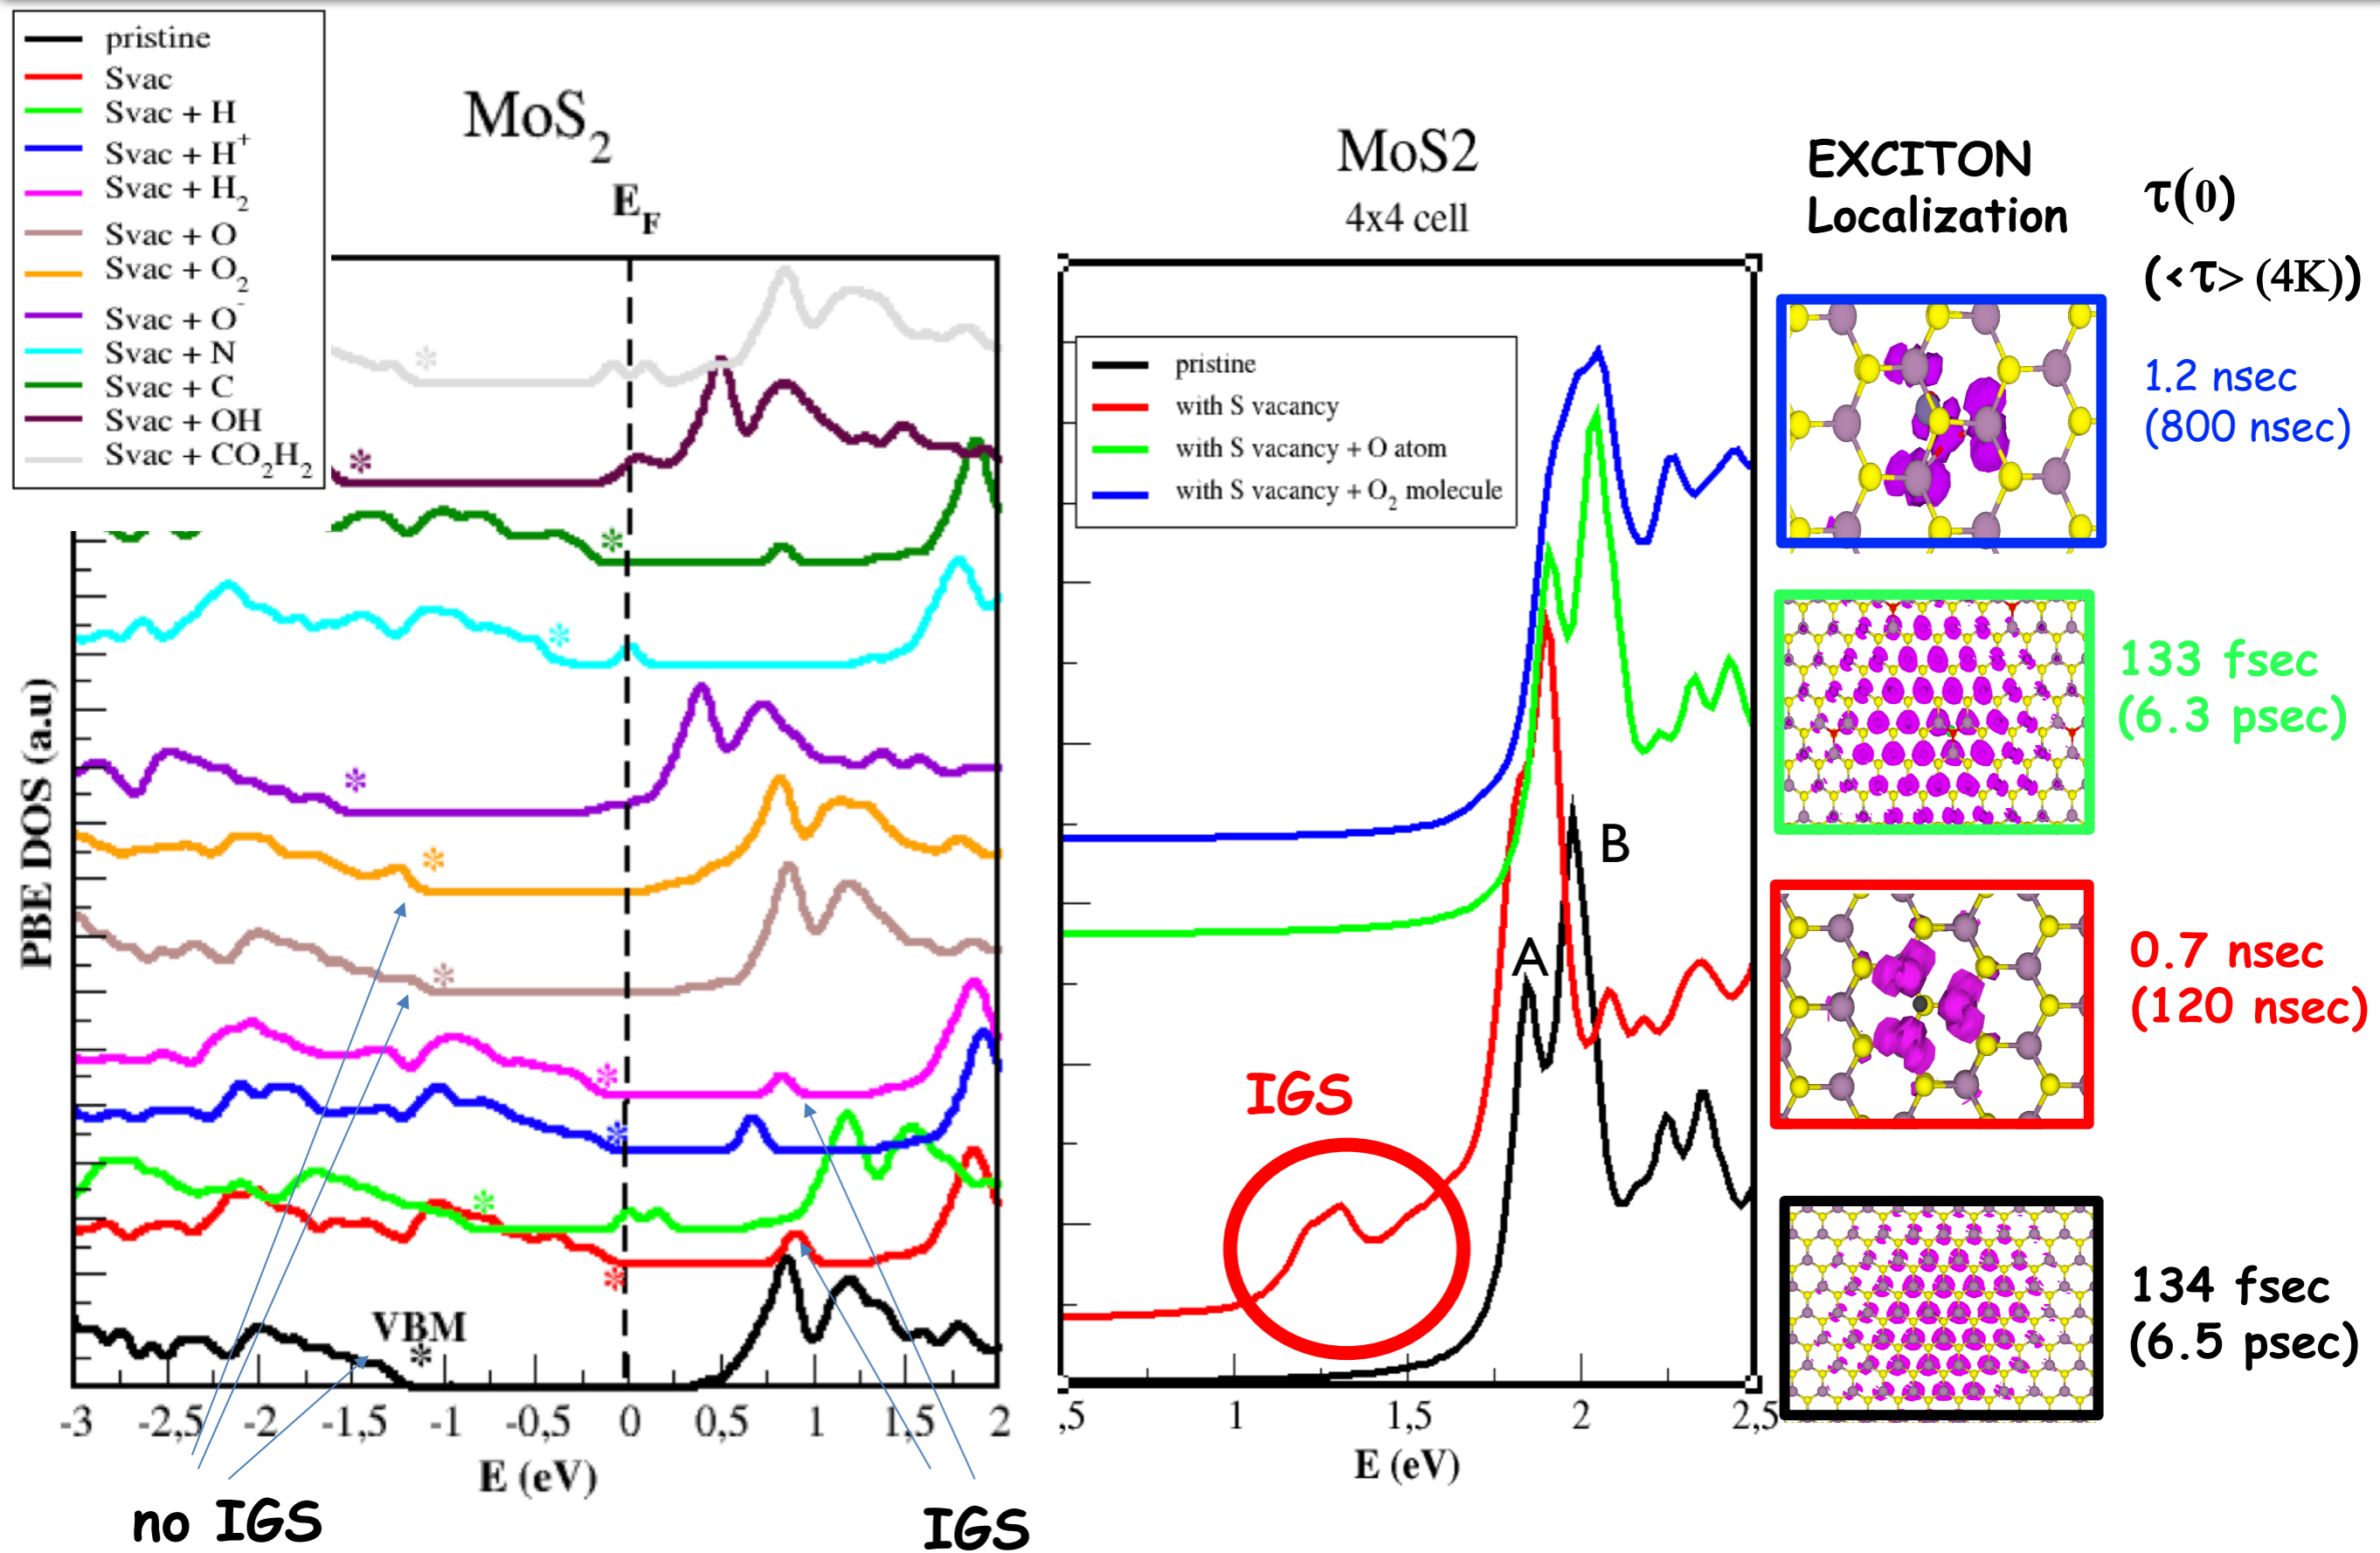 pristine
Svac
Svac + H
Svac + H⁺
Svac + H₂
Svac + O
Svac + O₂
Svac + O⁻
Svac + N
Svac + C
Svac + OH
Svac + CO₂H₂
MoS₂
E_F
PBE DOS (a.u)
*
*
*
*
*
*
*
*
*
*
*
VBM
*
-3 -2,5 -2 -1,5 -1 -0,5 0 0,5 1 1,5 2
E (eV)
no IGS
IGS
MoS2
4x4 cell
pristine
with S vacancy
with S vacancy + O atom
with S vacancy + O₂ molecule
B
A
IGS
,5 1 1,5 2 2,5
E (eV)
EXCITON
Localization
τ(0)
(<τ> (4K))
1.2 nsec
(800 nsec)
133 fsec
(6.3 psec)
0.7 nsec
(120 nsec)
134 fsec
(6.5 psec)